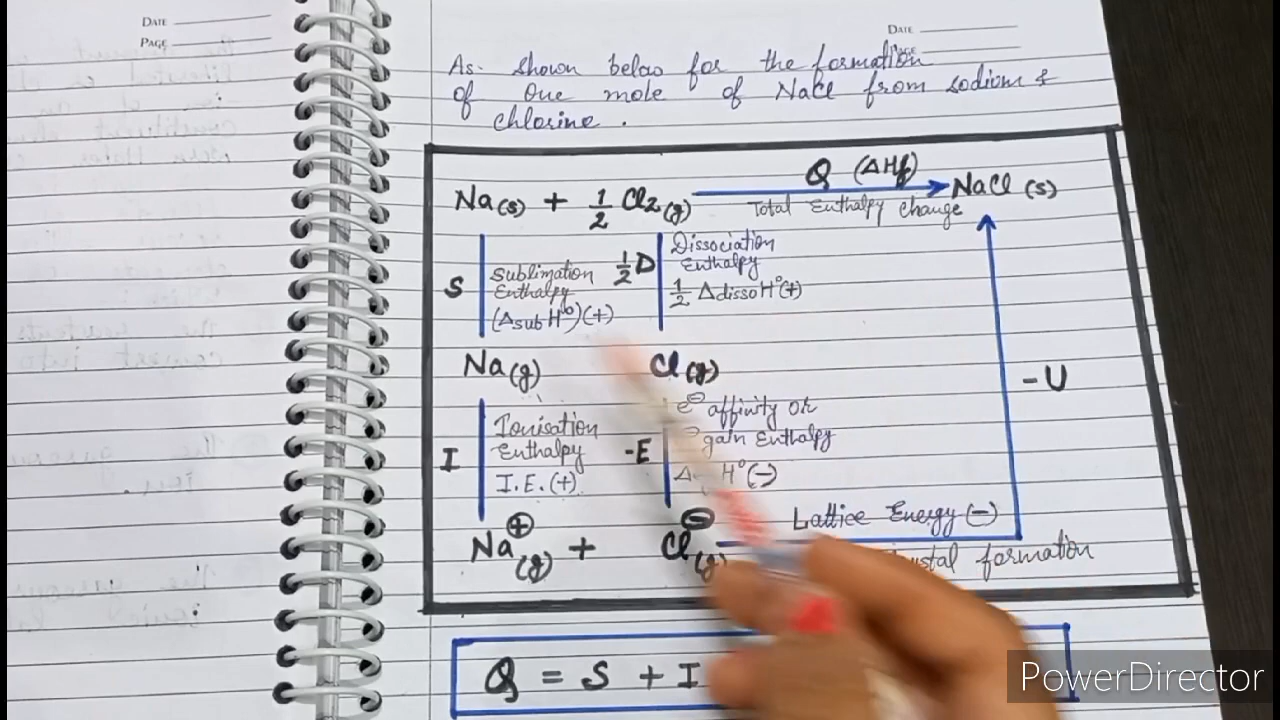 DATE
PAGE
DATE
PAGE
As shown below for the formation
of one mole of NaCl from sodium &
chlorine.
Na(s) + 1/2 Cl2(g) Q (ΔHf) NaCl(s)
Total Enthalpy change
S Sublimation Enthalpy (ΔsubH°)(+)
1/2 D Dissociation Enthalpy 1/2 ΔdissoH°(+)
Na(g) Cl(g)
-U
I Ionisation Enthalpy I.E.(+)
-E e⊖ affinity or gain Enthalpy H°(-)
Lattice Energy(-)
Na⊕(g) + Cl⊖(g)
formation
Q = S + I
PowerDirector